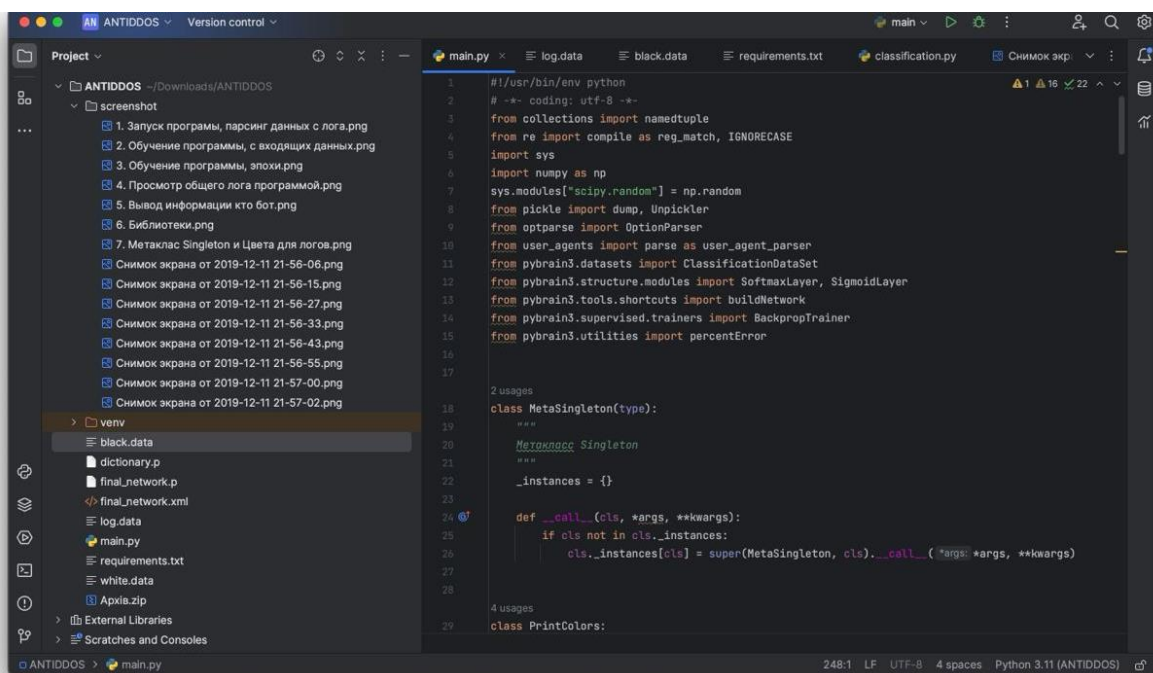 AN ANTIDDOS Version control main
Project
ANTIDDOS ~/Downloads/ANTIDDOS
screenshot
1. Запуск програмы, парсинг данных с лога.png
2. Обучение программы, с входящих данных.png
3. Обучение программы, эпохи.png
4. Просмотр общего лога программой.png
5. Вывод информации кто бот.png
6. Библиотеки.png
7. Метаклас Singleton и Цвета для логов.png
Снимок экрана от 2019-12-11 21-56-06.png
Снимок экрана от 2019-12-11 21-56-15.png
Снимок экрана от 2019-12-11 21-56-27.png
Снимок экрана от 2019-12-11 21-56-33.png
Снимок экрана от 2019-12-11 21-56-43.png
Снимок экрана от 2019-12-11 21-56-55.png
Снимок экрана от 2019-12-11 21-57-00.png
Снимок экрана от 2019-12-11 21-57-02.png
venv
black.data
dictionary.p
final_network.p
final_network.xml
log.data
main.py
requirements.txt
white.data
Архів.zip
External Libraries
Scratches and Consoles
main.py log.data black.data requirements.txt classification.py Снимок экр
1 16 22
1 #!/usr/bin/env python
2 # -*- coding: utf-8 -*-
3 from collections import namedtuple
4 from re import compile as reg_match, IGNORECASE
5 import sys
6 import numpy as np
7 sys.modules["scipy.random"] = np.random
8 from pickle import dump, Unpickler
9 from optparse import OptionParser
10 from user_agents import parse as user_agent_parser
11 from pybrain3.datasets import ClassificationDataSet
12 from pybrain3.structure.modules import SoftmaxLayer, SigmoidLayer
13 from pybrain3.tools.shortcuts import buildNetwork
14 from pybrain3.supervised.trainers import BackpropTrainer
15 from pybrain3.utilities import percentError
16
17
2 usages
18 class MetaSingleton(type):
19 """
20 Метакласс Singleton
21 """
22 _instances = {}
23
24 def __call__(cls, *args, **kwargs):
25 if cls not in cls._instances:
26 cls._instances[cls] = super(MetaSingleton, cls).__call__( *args: *args, **kwargs)
27
28
4 usages
29 class PrintColors:
ANTIDDOS > main.py 248:1 LF UTF-8 4 spaces Python 3.11 (ANTIDDOS)